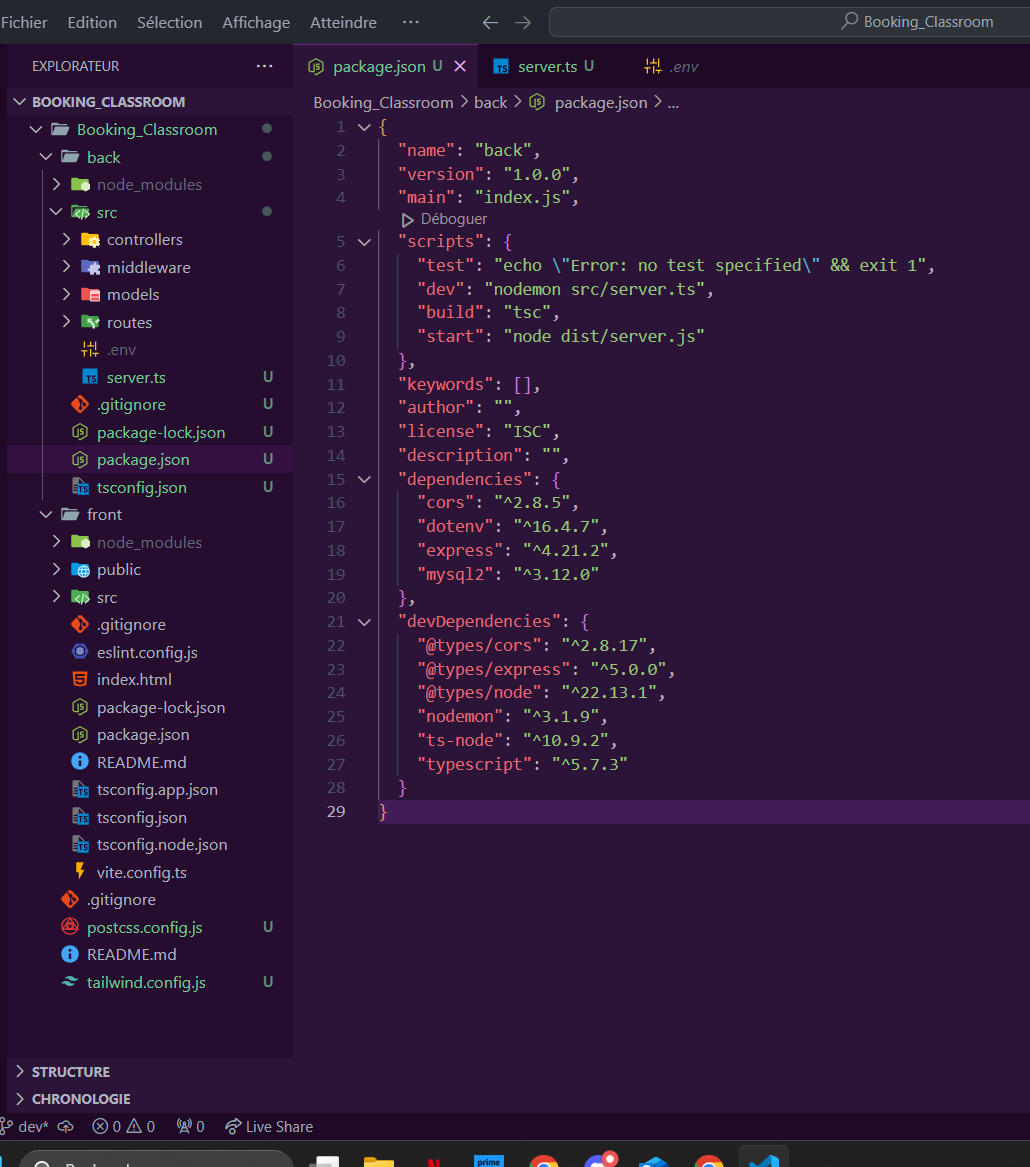 Fichier Edition Sélection Affichage Atteindre ··· ← → Booking_Classroom
EXPLORATEUR ···
BOOKING_CLASSROOM
Booking_Classroom
back
node_modules
src
controllers
middleware
models
routes
.env
server.ts U
.gitignore U
package-lock.json U
package.json U
tsconfig.json U
front
node_modules
public
src
.gitignore
eslint.config.js
index.html
package-lock.json
package.json
README.md
tsconfig.app.json
tsconfig.json
tsconfig.node.json
vite.config.ts
.gitignore
postcss.config.js U
README.md
tailwind.config.js U
STRUCTURE
CHRONOLOGIE
package.json U server.ts U .env
Booking_Classroom > back > package.json > ...
1 {
2 "name": "back",
3 "version": "1.0.0",
4 "main": "index.js",
Déboguer
5 "scripts": {
6 "test": "echo \"Error: no test specified\" && exit 1",
7 "dev": "nodemon src/server.ts",
8 "build": "tsc",
9 "start": "node dist/server.js"
10 },
11 "keywords": [],
12 "author": "",
13 "license": "ISC",
14 "description": "",
15 "dependencies": {
16 "cors": "^2.8.5",
17 "dotenv": "^16.4.7",
18 "express": "^4.21.2",
19 "mysql2": "^3.12.0"
20 },
21 "devDependencies": {
22 "@types/cors": "^2.8.17",
23 "@types/express": "^5.0.0",
24 "@types/node": "^22.13.1",
25 "nodemon": "^3.1.9",
26 "ts-node": "^10.9.2",
27 "typescript": "^5.7.3"
28 }
29 }
dev* 0 0 0 Live Share
prime